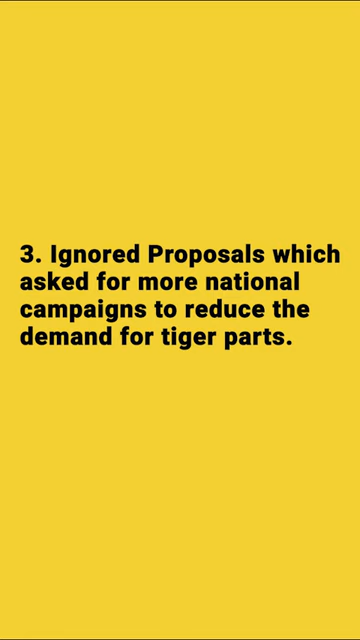 3. Ignored Proposals which
asked for more national
campaigns to reduce the
demand for tiger parts.